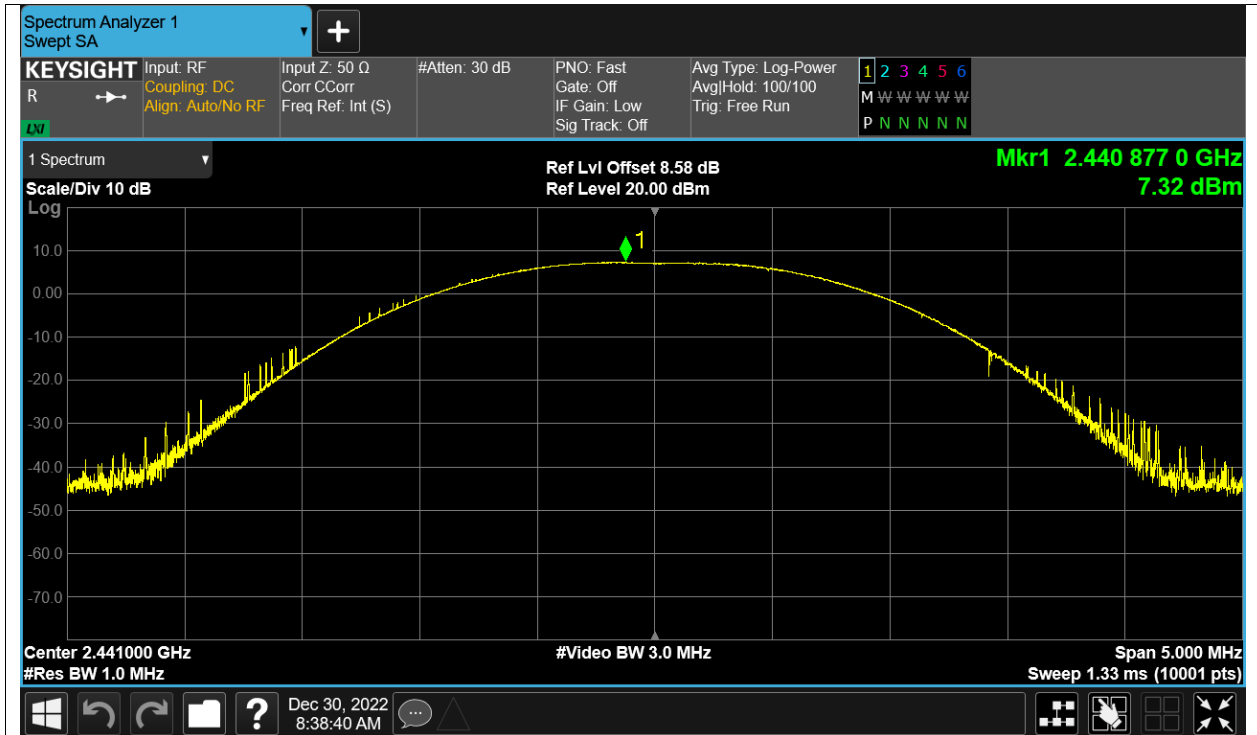 Spectrum Analyzer 1
Swept SA
KEYSIGHT
R
LXI
Input: RF
Coupling: DC
Align: Auto/No RF
Input Z: 50 Ω
Corr CCorr
Freq Ref: Int (S)
#Atten: 30 dB
PNO: Fast
Gate: Off
IF Gain: Low
Sig Track: Off
Avg Type: Log-Power
Avg|Hold: 100/100
Trig: Free Run
1 2 3 4 5 6
M W W W W W
P N N N N N N
1 Spectrum
Scale/Div 10 dB
Log
Ref Lvl Offset 8.58 dB
Ref Level 20.00 dBm
Mkr1 2.440 877 0 GHz
7.32 dBm
1
10.0
0.00
-10.0
-20.0
-30.0
-40.0
-50.0
-60.0
-70.0
Center 2.441000 GHz
#Res BW 1.0 MHz
#Video BW 3.0 MHz
Span 5.000 MHz
Sweep 1.33 ms (10001 pts)
?
Dec 30, 2022
8:38:40 AM